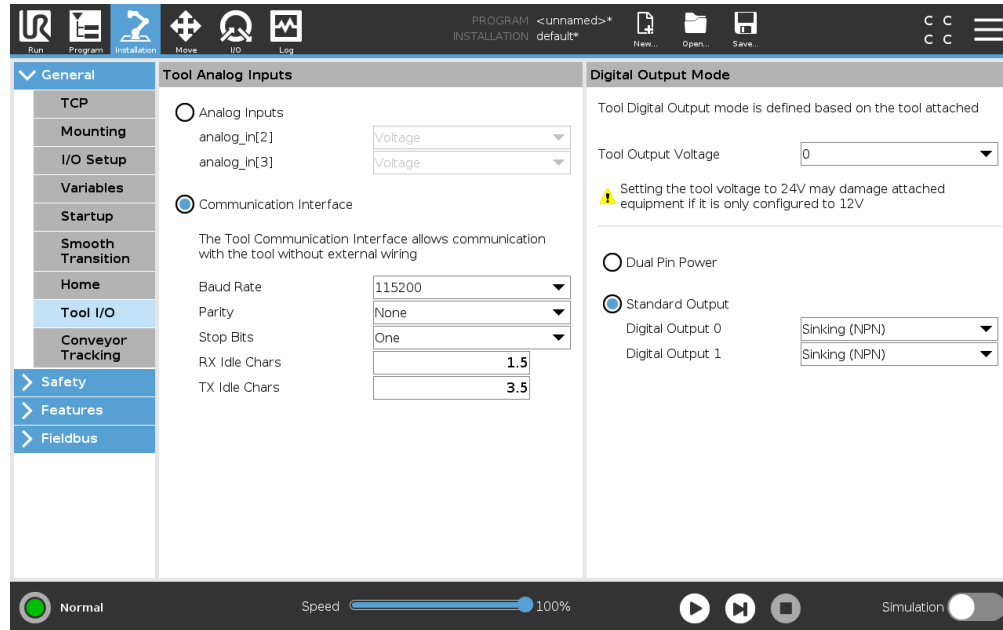 UR
Run
Program
Installation
Move
I/O
Log
PROGRAM <unnamed>*
INSTALLATION default*
New...
Open...
Save...
C C
C C
General
TCP
Mounting
I/O Setup
Variables
Startup
Smooth
Transition
Home
Tool I/O
Conveyor
Tracking
Safety
Features
Fieldbus
Tool Analog Inputs
Analog Inputs
analog_in[2] Voltage
analog_in[3] Voltage
Communication Interface
The Tool Communication Interface allows communication
with the tool without external wiring
Baud Rate 115200
Parity None
Stop Bits One
RX Idle Chars 1.5
TX Idle Chars 3.5
Digital Output Mode
Tool Digital Output mode is defined based on the tool attached
Tool Output Voltage 0
Setting the tool voltage to 24V may damage attached
equipment if it is only configured to 12V
Dual Pin Power
Standard Output
Digital Output 0 Sinking (NPN)
Digital Output 1 Sinking (NPN)
Normal
Speed 100%
Simulation